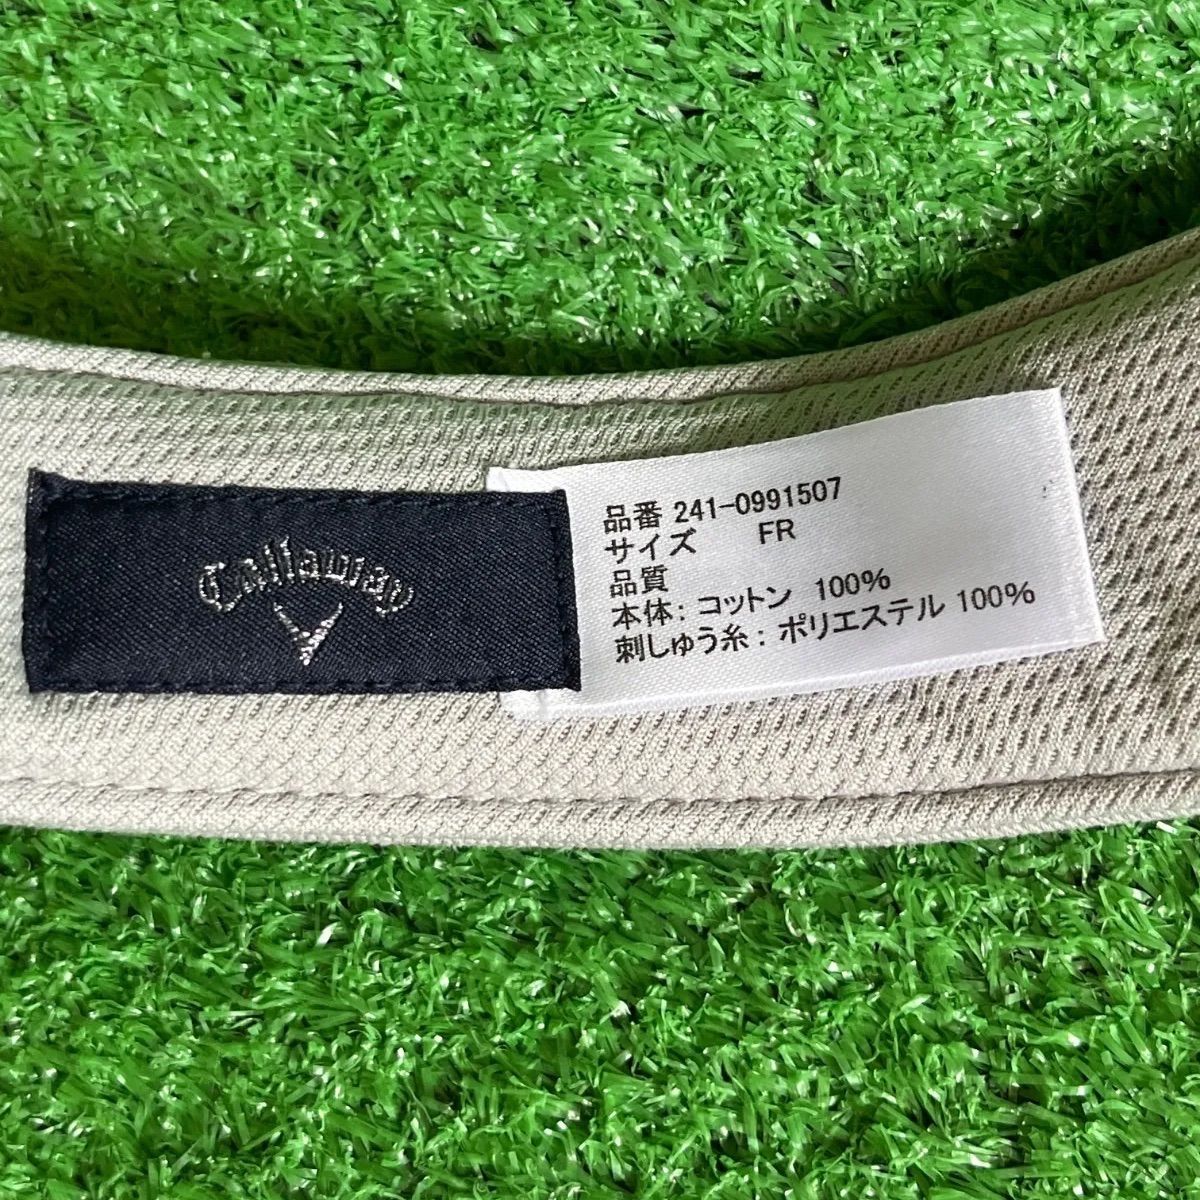 Callaway
品番 241-0991507
サイズ FR
品質
本体: コットン 100%
刺しゅう糸: ポリエステル 100%